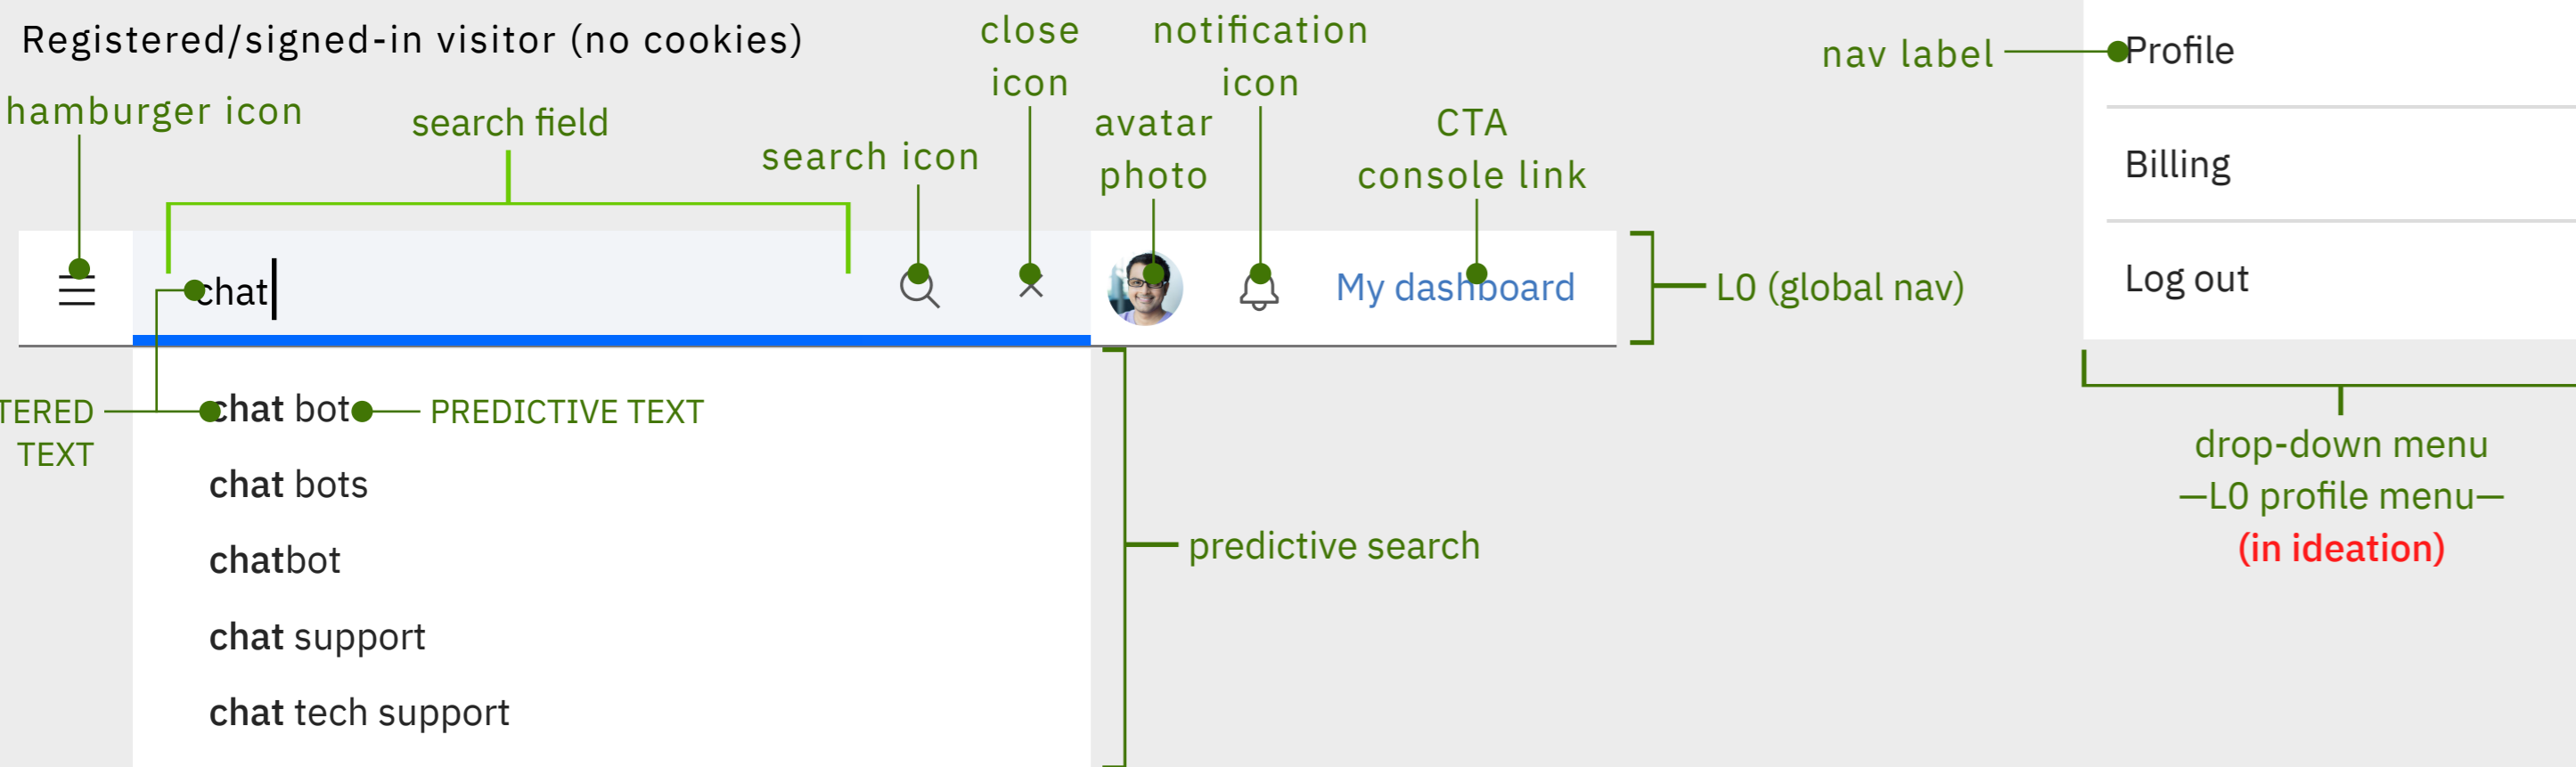 Registered/signed-in visitor (no cookies)
close
icon
notification
icon
nav label
Profile
hamburger icon
search field
search icon
avatar
photo
CTA
console link
Billing
chat
My dashboard
L0 (global nav)
Log out
TERED
TEXT
chat bot
PREDICTIVE TEXT
chat bots
chatbot
chat support
chat tech support
predictive search
drop-down menu
—L0 profile menu—
(in ideation)